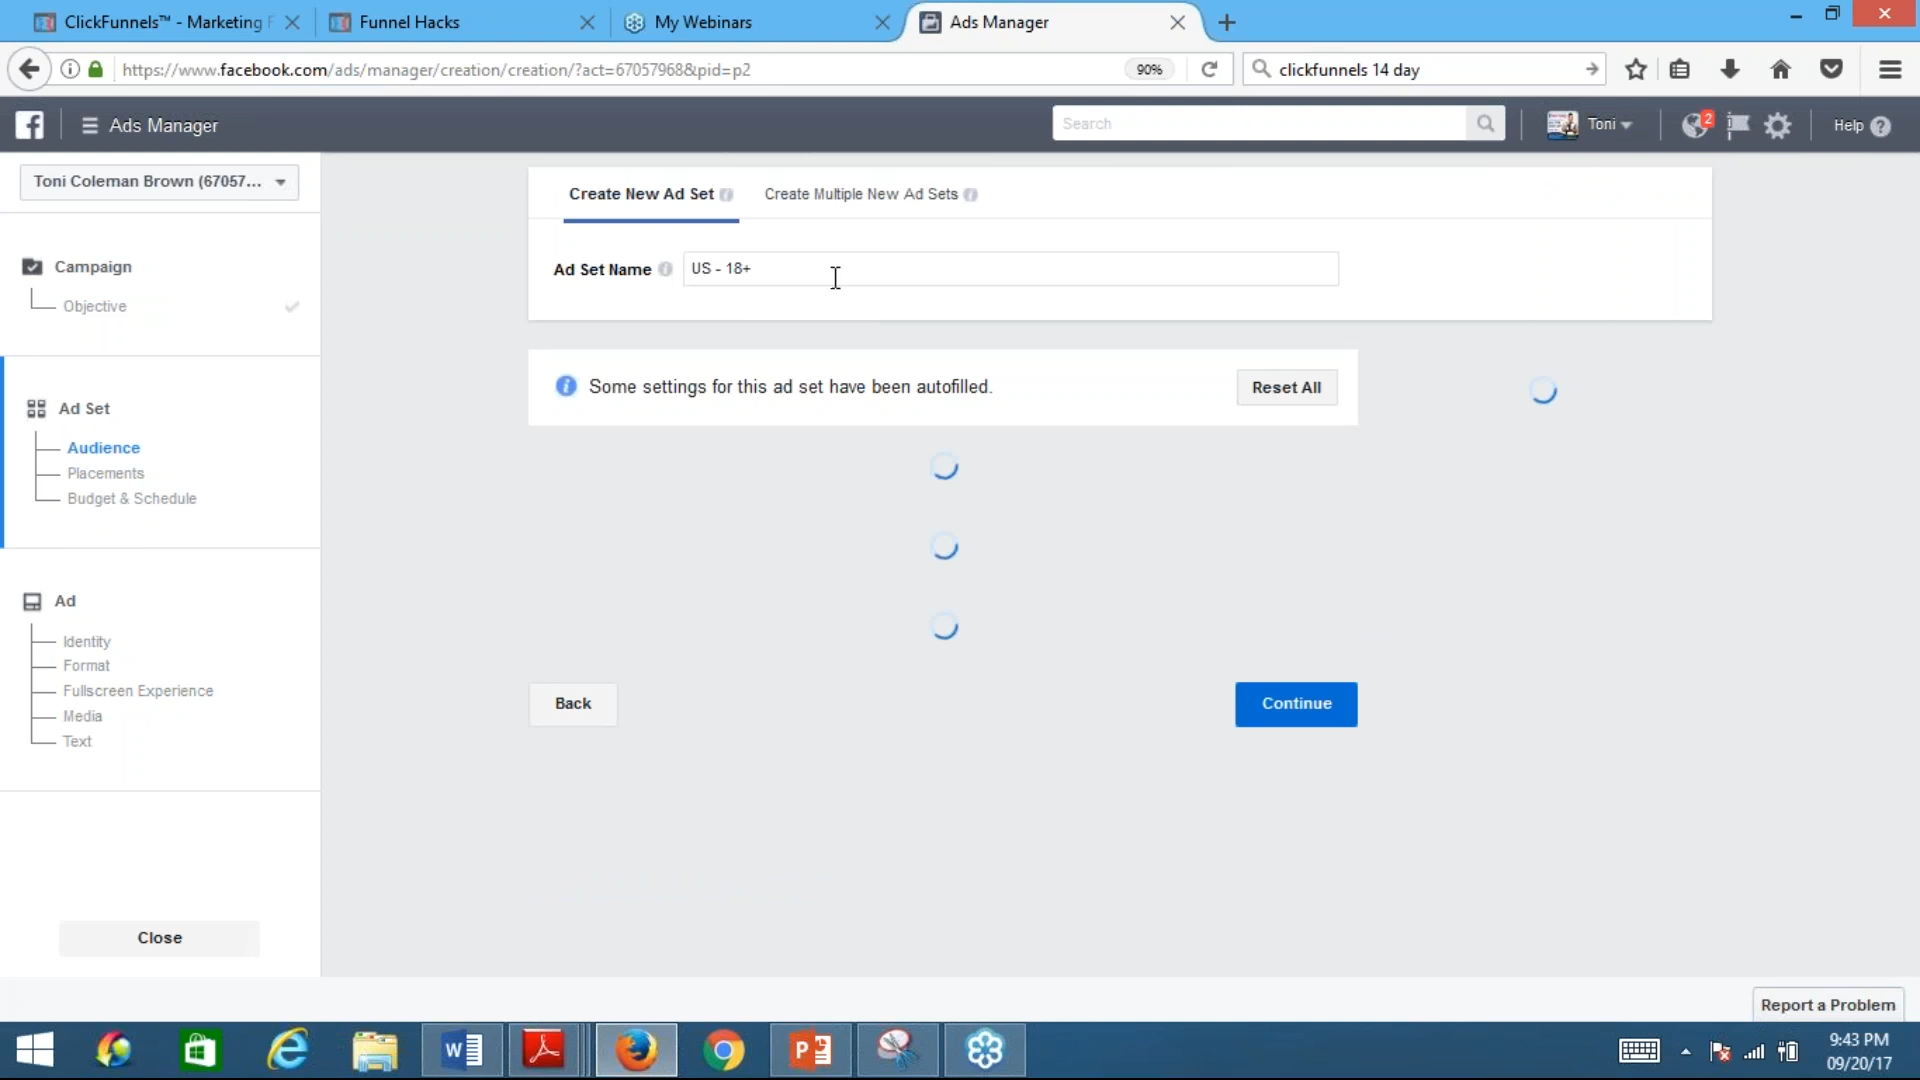 ClickFunnels™ - Marketing F
Funnel Hacks
My Webinars
Ads Manager
https://www.facebook.com/ads/manager/creation/creation/?act=67057968&pid=p2
90%
clickfunnels 14 day
Ads Manager
Search
Toni
2
Help
Toni Coleman Brown (67057...
Create New Ad Set
Create Multiple New Ad Sets
Ad Set Name
US - 18+
Campaign
Objective
Some settings for this ad set have been autofilled.
Reset All
Ad Set
Audience
Placements
Budget & Schedule
Ad
Identity
Format
Fullscreen Experience
Media
Text
Back
Continue
Close
Report a Problem
9:43 PM
09/20/17